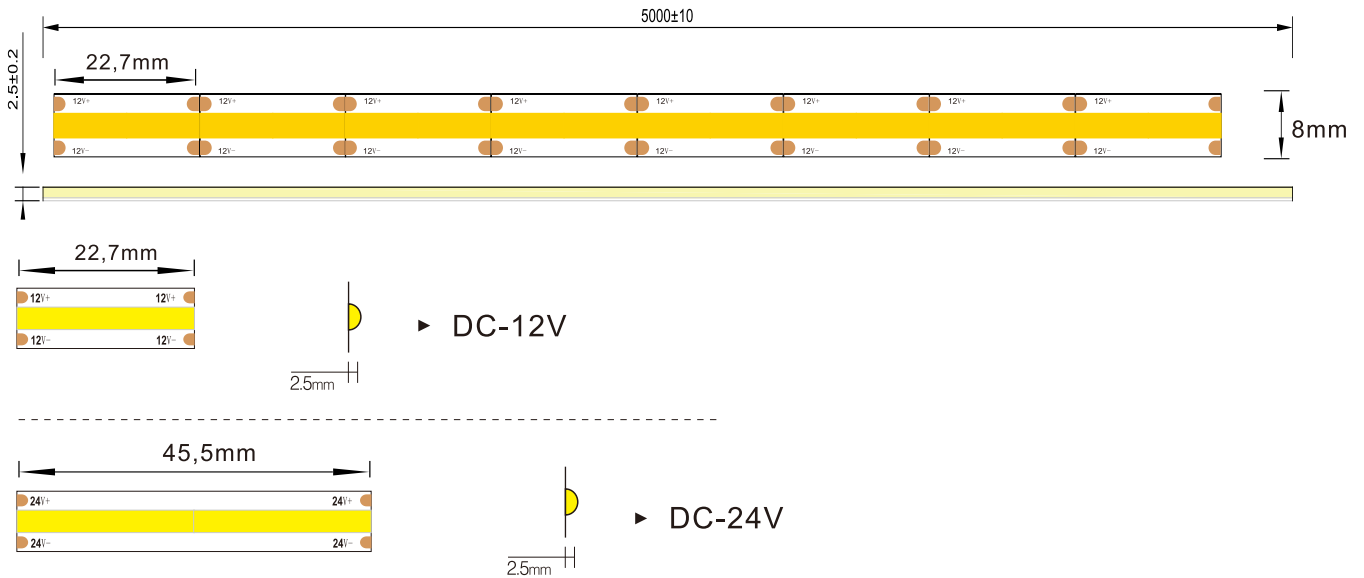 5000±10
2.5±0.2
22,7mm
12V+ 12V+ 12V+ 12V+ 12V+ 12V+ 12V+ 12V+
8mm
12V- 12V- 12V- 12V- 12V- 12V- 12V- 12V-
22,7mm
12V+ 12V+
12V- 12V-
DC-12V
2.5mm
45,5mm
24V+ 24V+
24V- 24V-
DC-24V
2.5mm